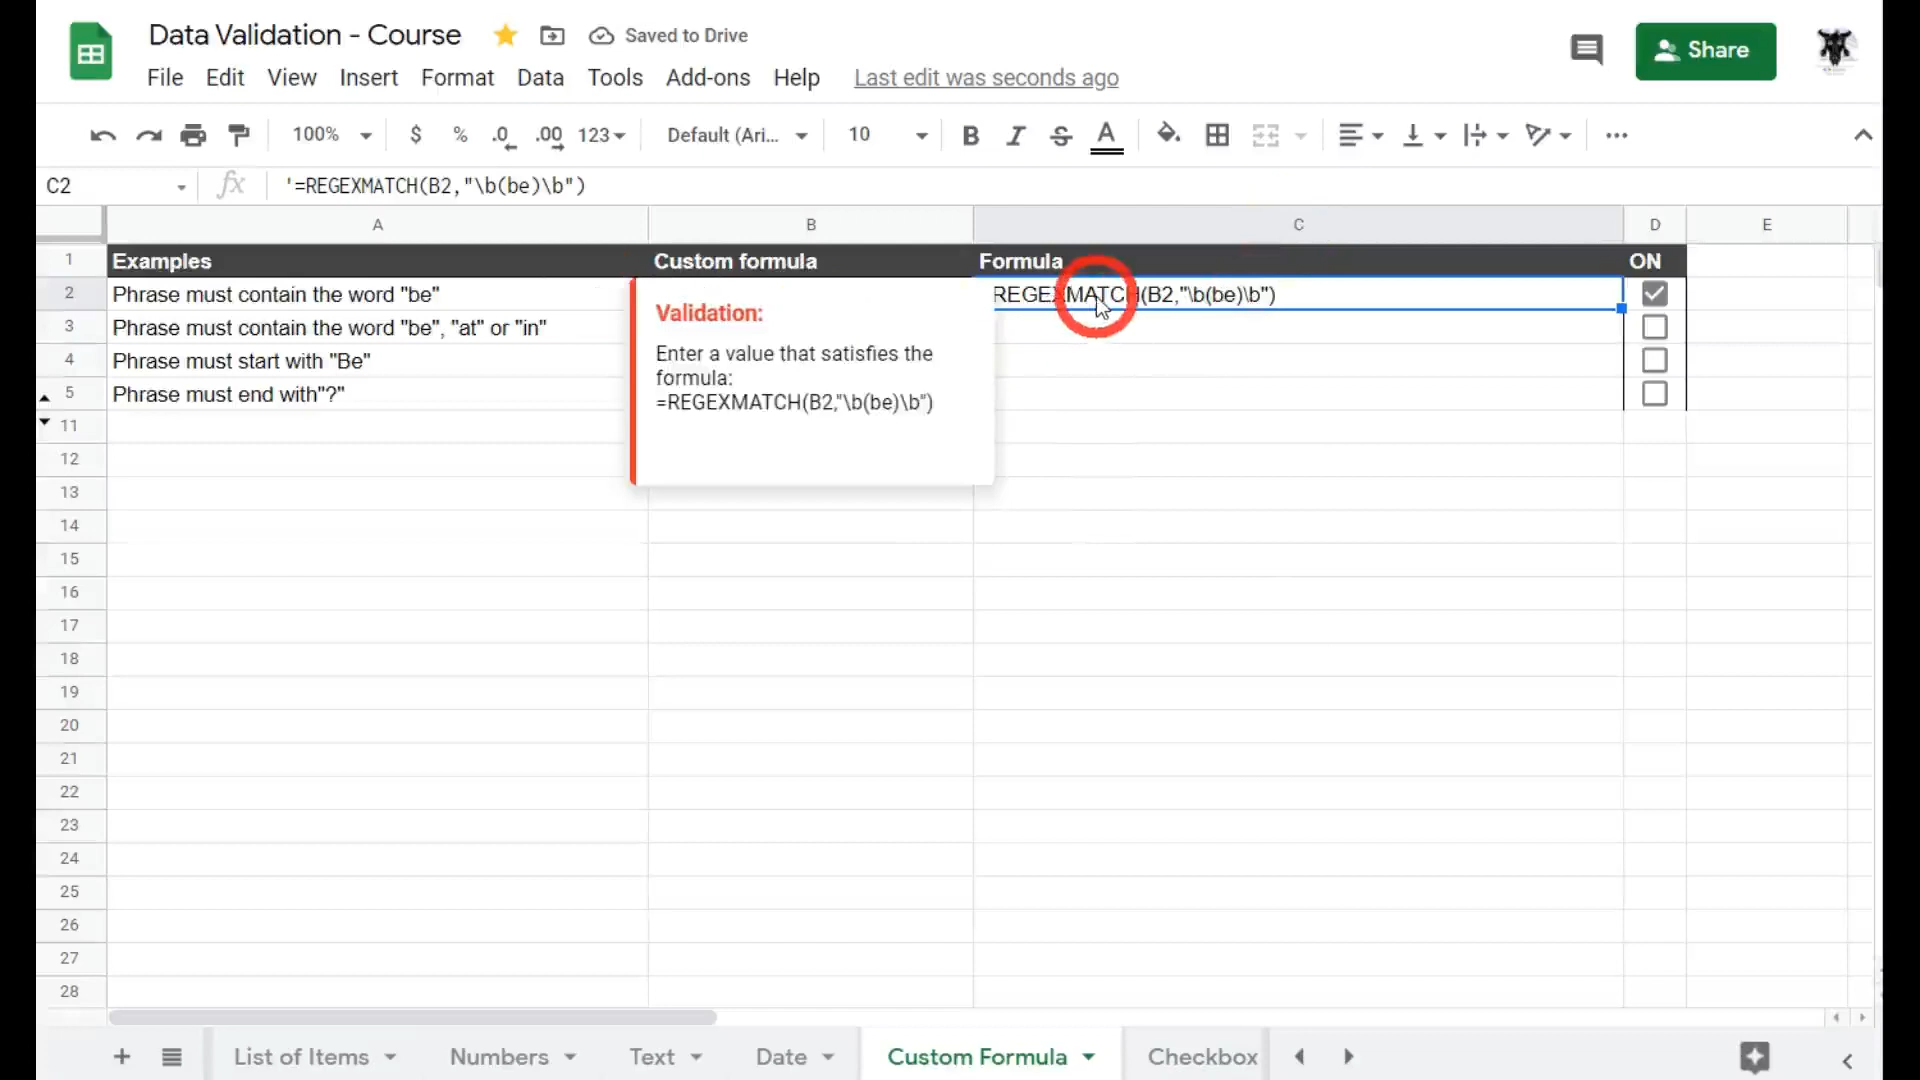 Data Validation - Course
Saved to Drive
Share
File Edit View Insert Format Data Tools Add-ons Help Last edit was seconds ago
100% $ % .0 .00 123 Default (Ari... 10 B I S A ...
C2 fx '=REGEXMATCH(B2,"\b(be)\b")
A B C D E
1 Examples Custom formula Formula ON
2 Phrase must contain the word "be" REGEXMATCH(B2,"\b(be)\b")
3 Phrase must contain the word "be", "at" or "in"
4 Phrase must start with "Be"
5 Phrase must end with"?"
Validation:
Enter a value that satisfies the
formula:
=REGEXMATCH(B2,"\b(be)\b")
11
12
13
14
15
16
17
18
19
20
21
22
23
24
25
26
27
28
+ List of Items Numbers Text Date Custom Formula Checkbox